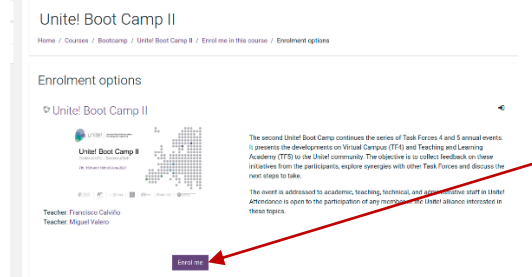 Unite! Boot Camp II
Home / Courses / Bootcamp / Unite! Boot Camp II / Enrol me in this course / Enrolment options
Enrolment options
Unite! Boot Camp II
unite!
Unite! Boot Camp II
The second Unite! Boot Camp continues the series of Task Forces 4 and 5 annual events.
It presents the developments on Virtual Campus (TF4) and Teaching and Learning
Academy (TF5) to the Unite! community. The objective is to collect feedback on these
initiatives from the participants, explore synergies with other Task Forces and discuss the
next steps to take.
The event is addressed to academic, teaching, technical, and administrative staff in Unite!
Attendance is open to the participation of any member of the Unite! alliance interested in
these topics.
Teacher: Francisco Calviño
Teacher: Miguel Valero
Enrol me